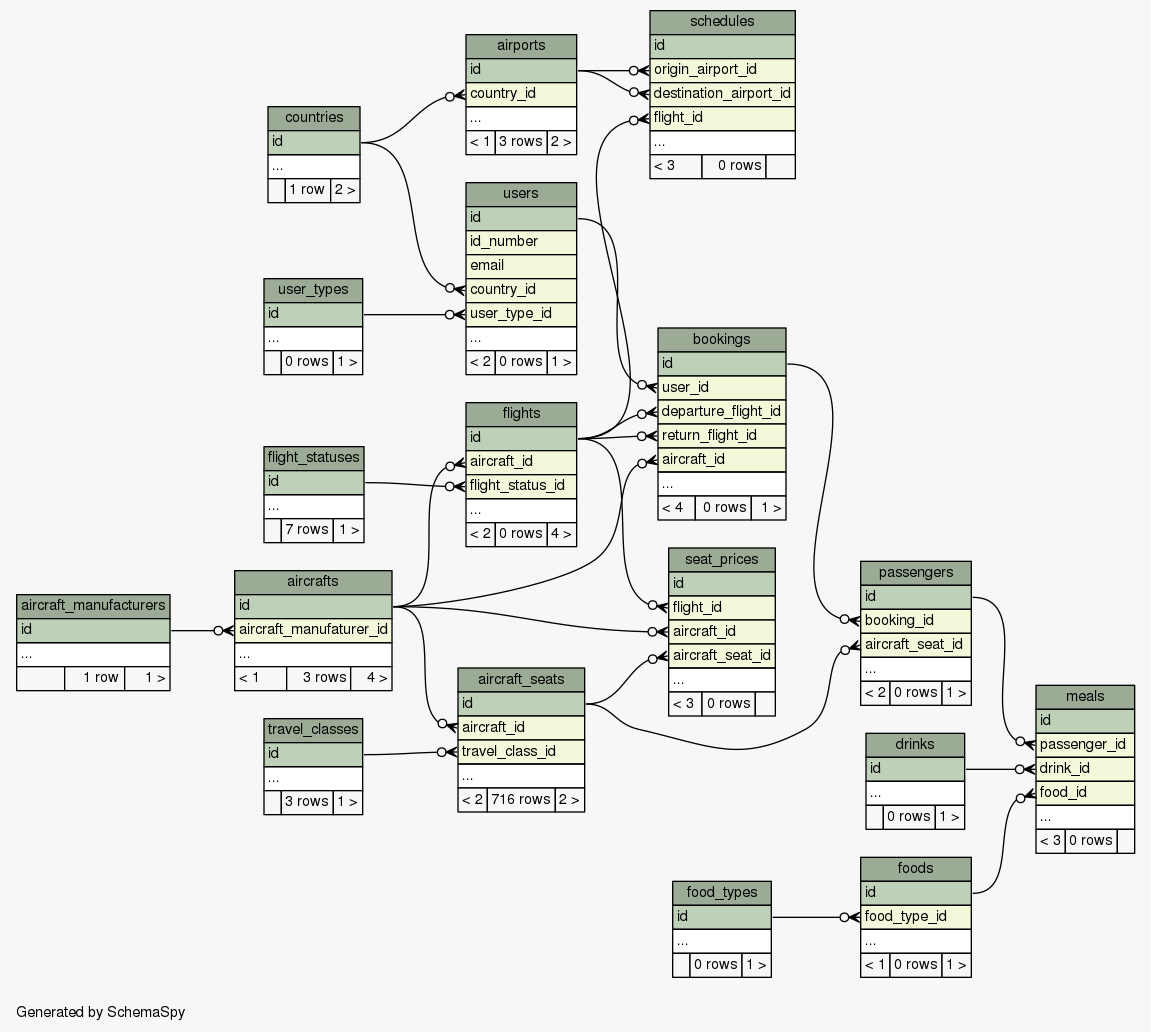 schedules
id
origin_airport_id
destination_airport_id
flight_id
...
< 3 0 rows
airports
id
country_id
...
< 1 3 rows 2 >
countries
id
...
1 row 2 >
users
id
id_number
email
country_id
user_type_id
...
< 2 0 rows 1 >
user_types
id
...
0 rows 1 >
bookings
id
user_id
departure_flight_id
return_flight_id
aircraft_id
...
< 4 0 rows 1 >
flights
id
aircraft_id
flight_status_id
...
< 2 0 rows 4 >
flight_statuses
id
...
7 rows 1 >
seat_prices
id
flight_id
aircraft_id
aircraft_seat_id
...
< 3 0 rows
passengers
id
booking_id
aircraft_seat_id
...
< 2 0 rows 1 >
aircrafts
id
aircraft_manufaturer_id
...
< 1 3 rows 4 >
aircraft_manufacturers
id
...
1 row 1 >
aircraft_seats
id
aircraft_id
travel_class_id
...
< 2 716 rows 2 >
travel_classes
id
...
3 rows 1 >
meals
id
passenger_id
drink_id
food_id
...
< 3 0 rows
drinks
id
...
0 rows 1 >
foods
id
food_type_id
...
< 1 0 rows 1 >
food_types
id
...
0 rows 1 >
Generated by SchemaSpy